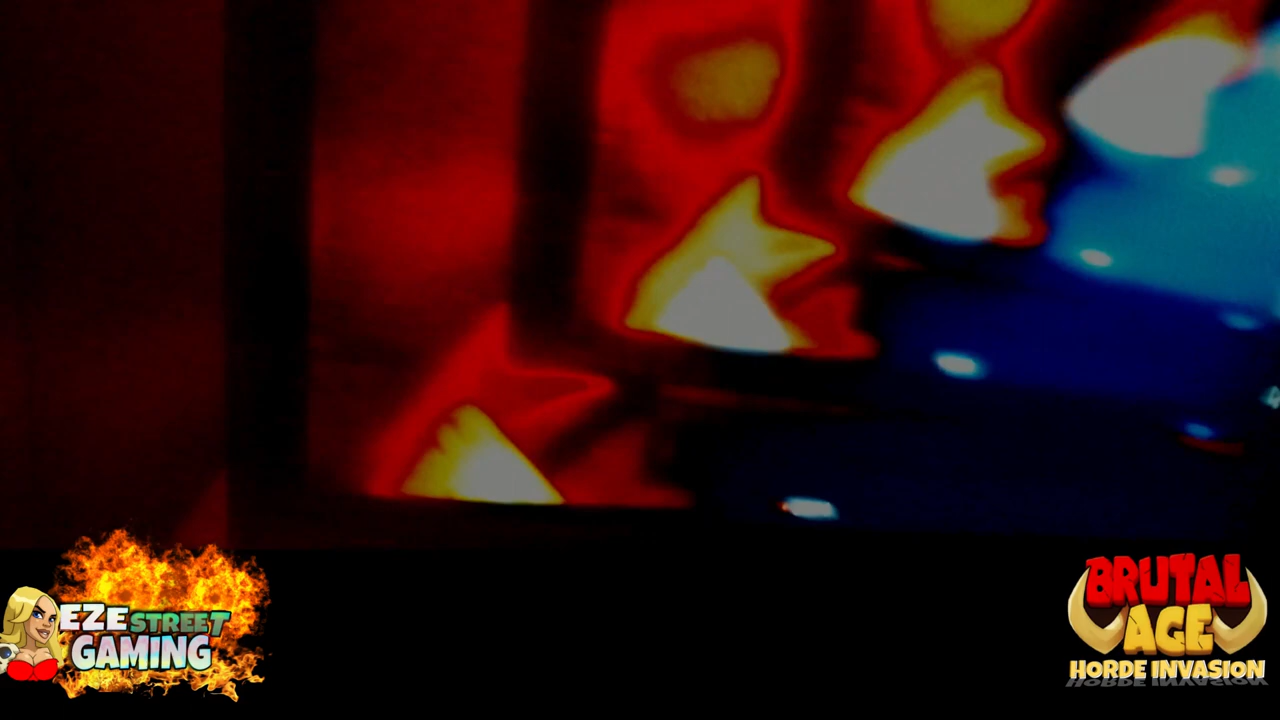 EZE STREET
GAMING
BRUTAL
AGE
HORDE INVASION